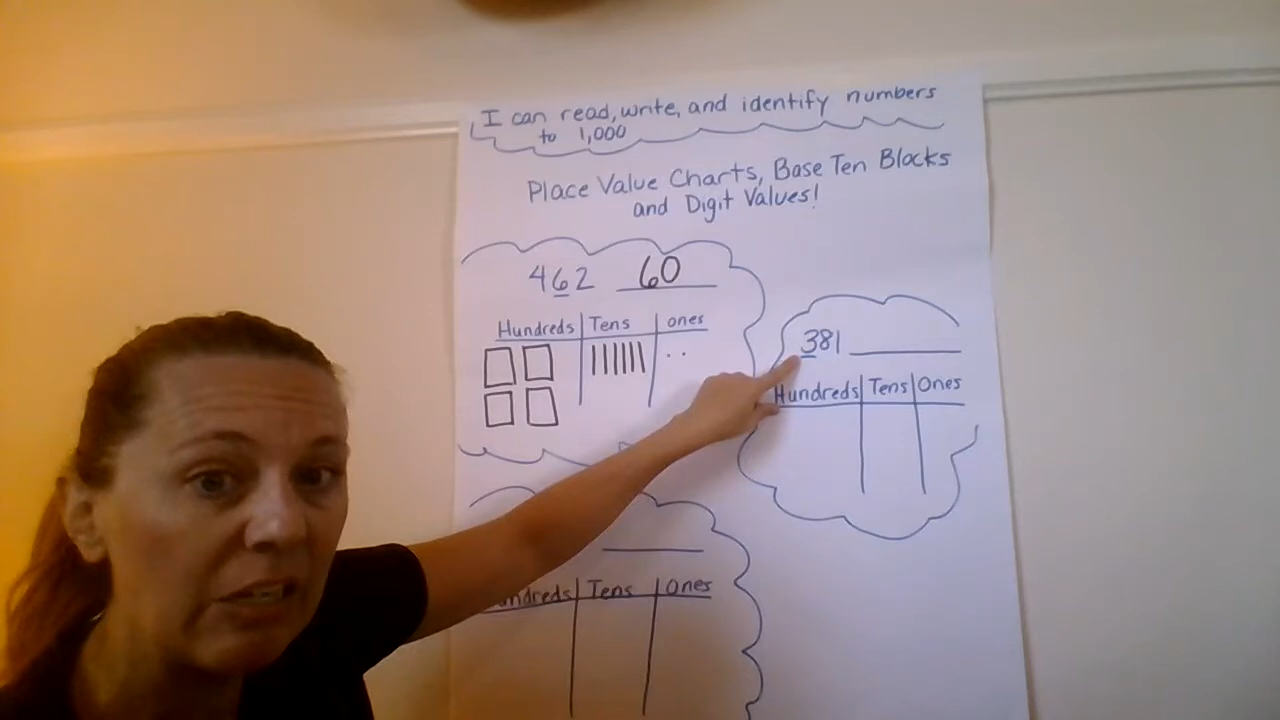 I can read, write, and identify numbers
to 1,000
Place Value Charts, Base Ten Blocks
and Digit Values!
462 60
Hundreds Tens ones
381
Hundreds Tens Ones
Tens Ones